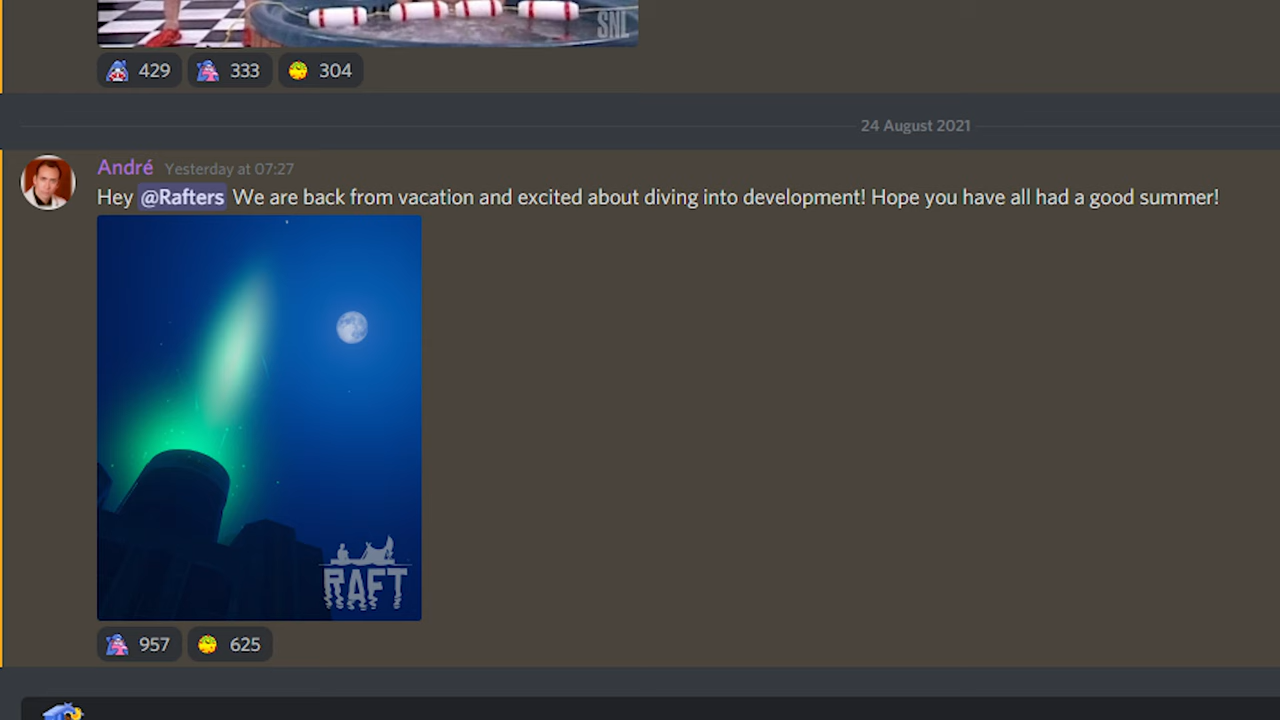 SNL
429 333 304
24 August 2021
André Yesterday at 07:27
Hey @Rafters We are back from vacation and excited about diving into development! Hope you have all had a good summer!
RAFT
957 625